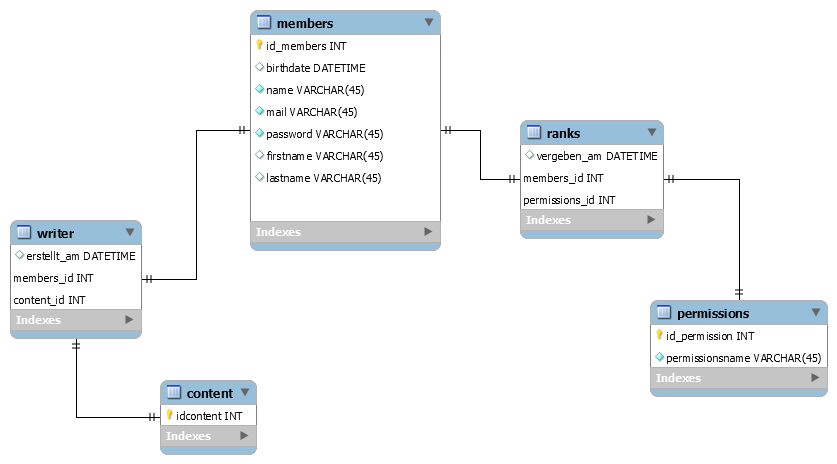 members
id_members INT
birthdate DATETIME
name VARCHAR(45)
mail VARCHAR(45)
password VARCHAR(45)
firstname VARCHAR(45)
lastname VARCHAR(45)
Indexes
ranks
vergeben_am DATETIME
members_id INT
permissions_id INT
Indexes
writer
erstellt_am DATETIME
members_id INT
content_id INT
Indexes
permissions
id_permission INT
permissionsname VARCHAR(45)
Indexes
content
idcontent INT
Indexes